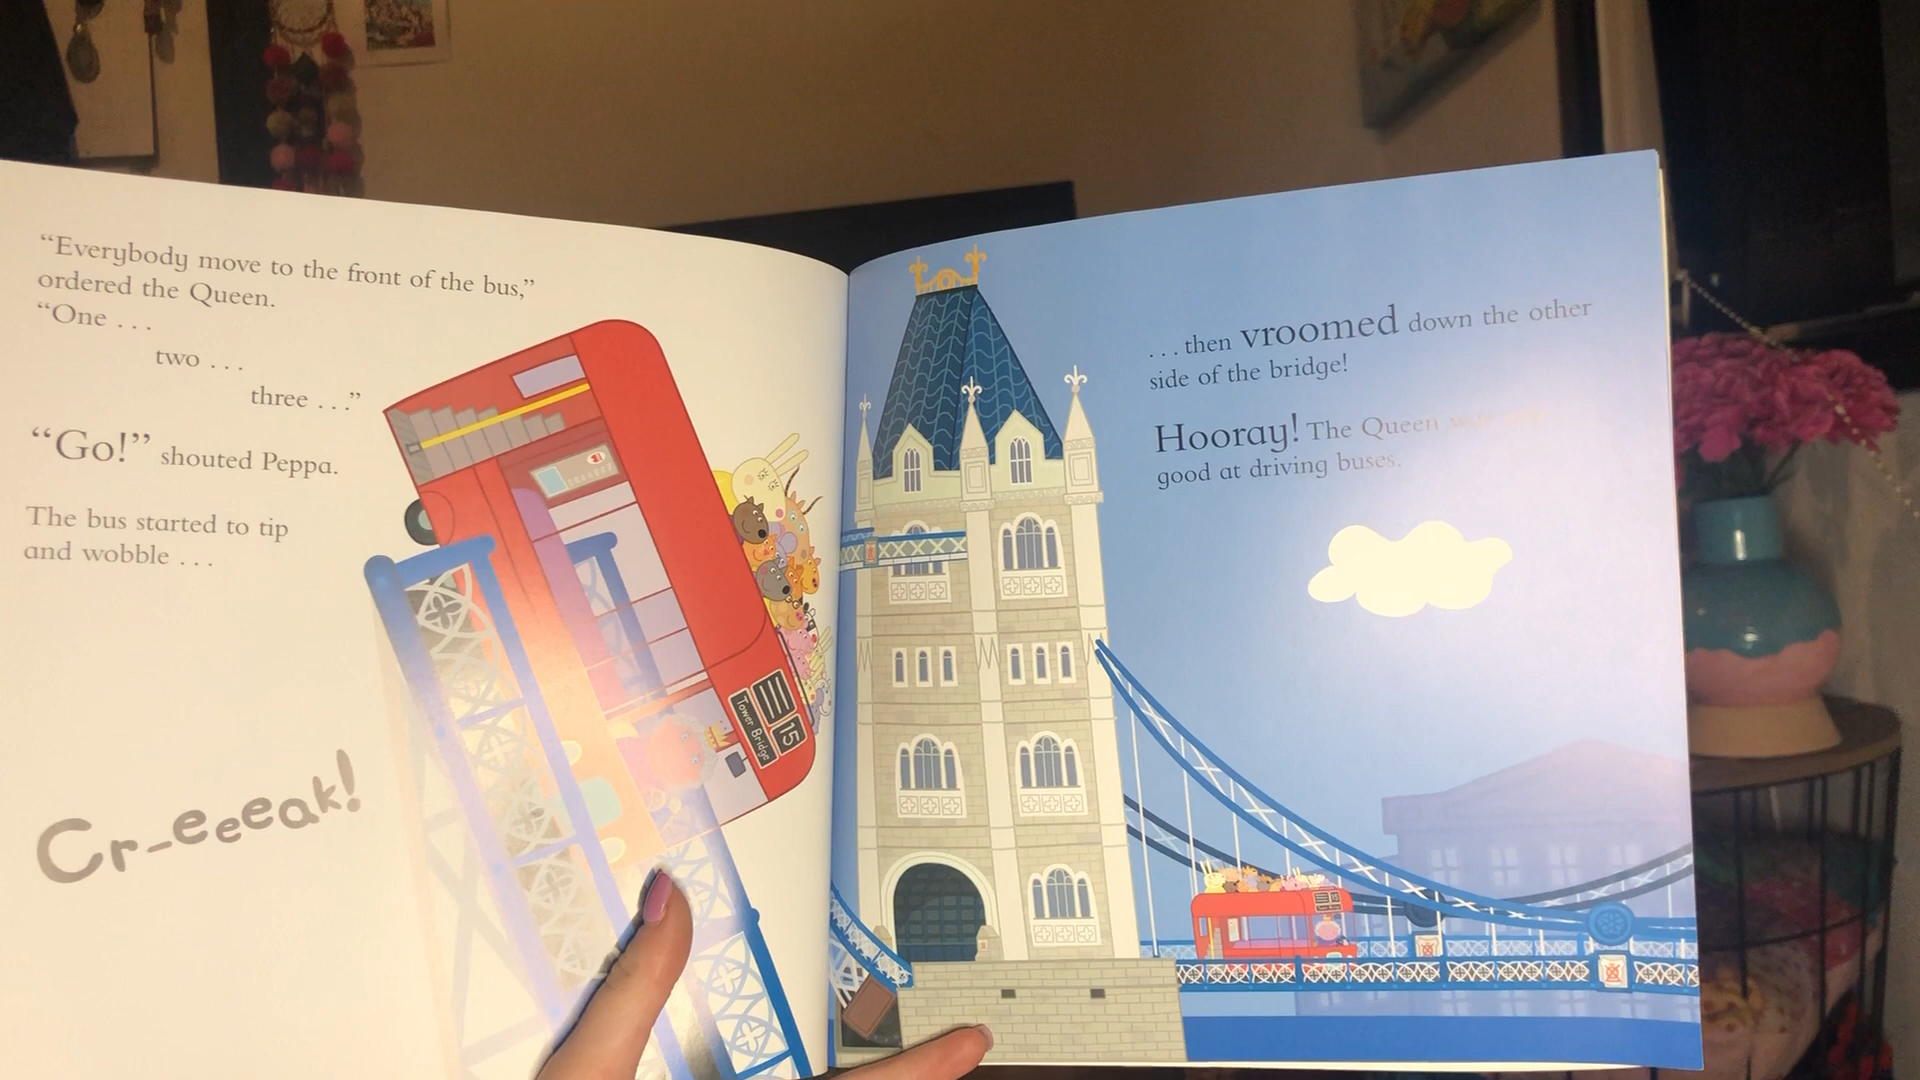 “Everybody move to the front of the bus,”
ordered the Queen.
“One . . .
two . . .
three . . .”
“Go!” shouted Peppa.
The bus started to tip
and wobble . . .
Cr-eeeeak!
15
Tower Bridge
. . . then vroomed down the other
side of the bridge!
Hooray! The Queen
good at driving buses.
15